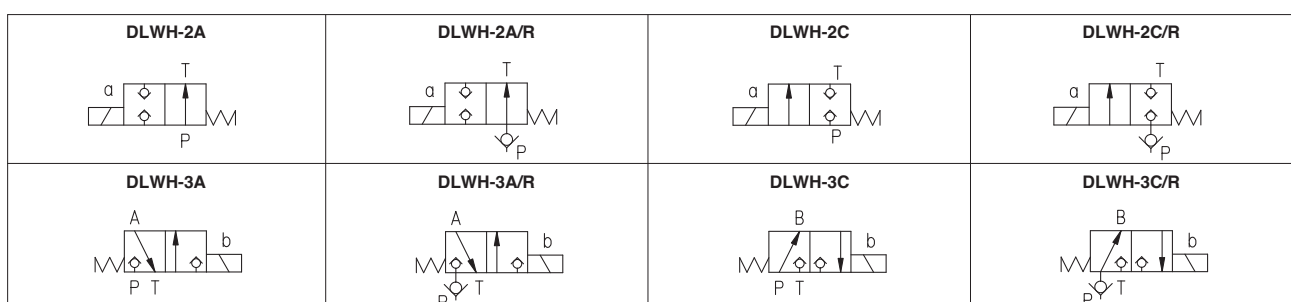 DLWH-2A
T
a
P
DLWH-2A/R
T
a
P
DLWH-2C
T
a
P
DLWH-2C/R
T
a
P
DLWH-3A
A
b
P T
DLWH-3A/R
A
b
P T
DLWH-3C
B
b
P T
DLWH-3C/R
B
b
P T